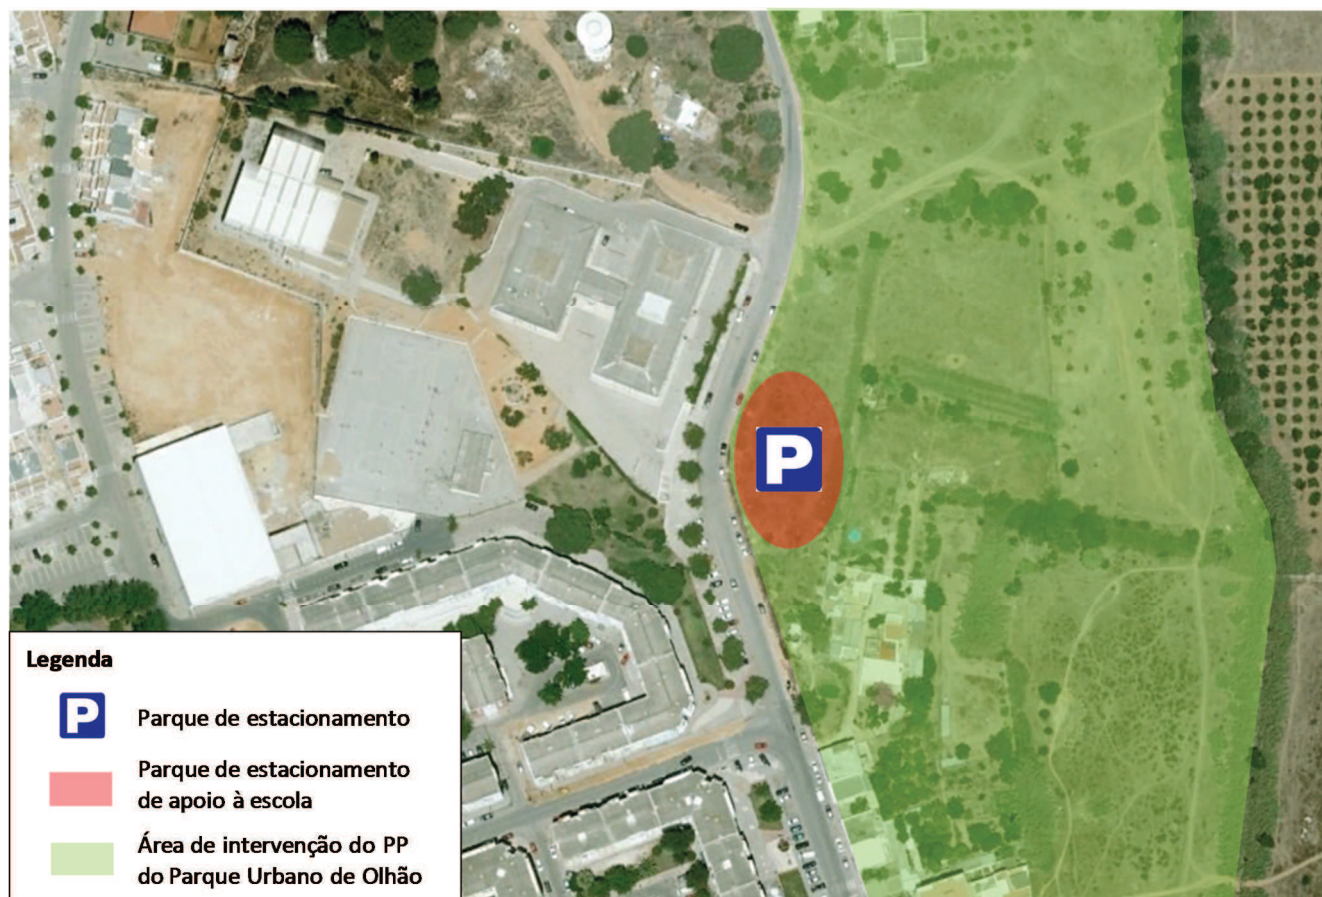 P
Legenda
P
Parque de estacionamento
Parque de estacionamento
de apoio à escola
Área de intervenção do PP
do Parque Urbano de Olhão